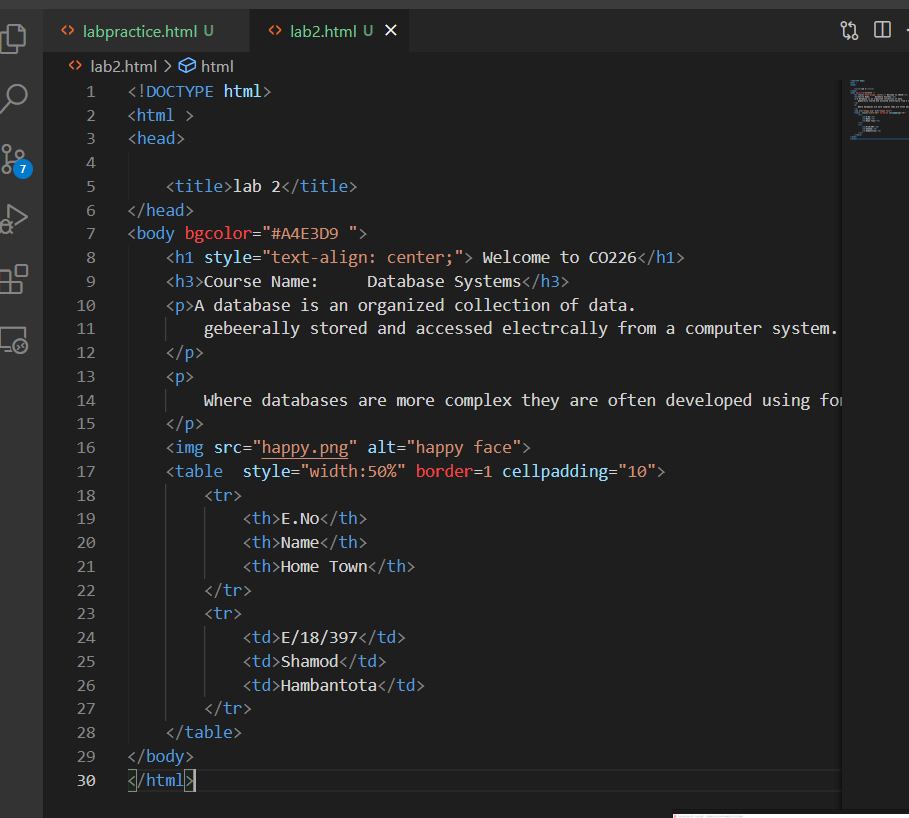 labpractice.html U
lab2.html U
lab2.html > html
7
1 <!DOCTYPE html>
2 <html >
3 <head>
4
5 <title>lab 2</title>
6 </head>
7 <body bgcolor="#A4E3D9 ">
8 <h1 style="text-align: center;"> Welcome to CO226</h1>
9 <h3>Course Name:     Database Systems</h3>
10 <p>A database is an organized collection of data.
11 gebeerally stored and accessed electrcally from a computer system.
12 </p>
13 <p>
14 Where databases are more complex they are often developed using for
15 </p>
16 <img src="happy.png" alt="happy face">
17 <table  style="width:50%" border=1 cellpadding="10">
18 <tr>
19 <th>E.No</th>
20 <th>Name</th>
21 <th>Home Town</th>
22 </tr>
23 <tr>
24 <td>E/18/397</td>
25 <td>Shamod</td>
26 <td>Hambantota</td>
27 </tr>
28 </table>
29 </body>
30 </html>